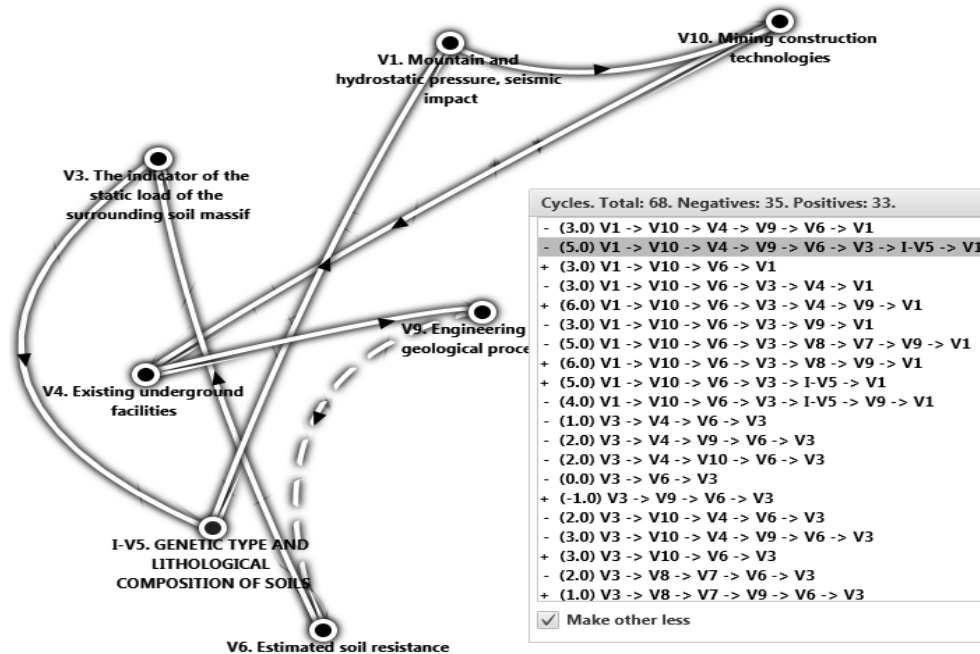 V10. Mining construction
technologies
V1. Mountain and
hydrostatic pressure, seismic
impact
V3. The indicator of the
static load of the
surrounding soil massif
V9. Engineering
geological proce
V4. Existing underground
facilities
I-V5. GENETIC TYPE AND
LITHOLOGICAL
COMPOSITION OF SOILS
V6. Estimated soil resistance
Cycles. Total: 68. Negatives: 35. Positives: 33.
- (3.0) V1 -> V10 -> V4 -> V9 -> V6 -> V1
- (5.0) V1 -> V10 -> V4 -> V9 -> V6 -> V3 -> I-V5 -> V1
+ (3.0) V1 -> V10 -> V6 -> V1
- (3.0) V1 -> V10 -> V6 -> V3 -> V4 -> V1
+ (6.0) V1 -> V10 -> V6 -> V3 -> V4 -> V9 -> V1
- (3.0) V1 -> V10 -> V6 -> V3 -> V9 -> V1
- (5.0) V1 -> V10 -> V6 -> V3 -> V8 -> V7 -> V9 -> V1
+ (6.0) V1 -> V10 -> V6 -> V3 -> V8 -> V9 -> V1
+ (5.0) V1 -> V10 -> V6 -> V3 -> I-V5 -> V1
- (4.0) V1 -> V10 -> V6 -> V3 -> I-V5 -> V9 -> V1
- (1.0) V3 -> V4 -> V6 -> V3
- (2.0) V3 -> V4 -> V9 -> V6 -> V3
- (2.0) V3 -> V4 -> V10 -> V6 -> V3
- (0.0) V3 -> V6 -> V3
+ (-1.0) V3 -> V9 -> V6 -> V3
- (2.0) V3 -> V10 -> V4 -> V6 -> V3
- (3.0) V3 -> V10 -> V4 -> V9 -> V6 -> V3
+ (3.0) V3 -> V10 -> V6 -> V3
- (2.0) V3 -> V8 -> V7 -> V6 -> V3
+ (1.0) V3 -> V8 -> V7 -> V9 -> V6 -> V3
Make other less